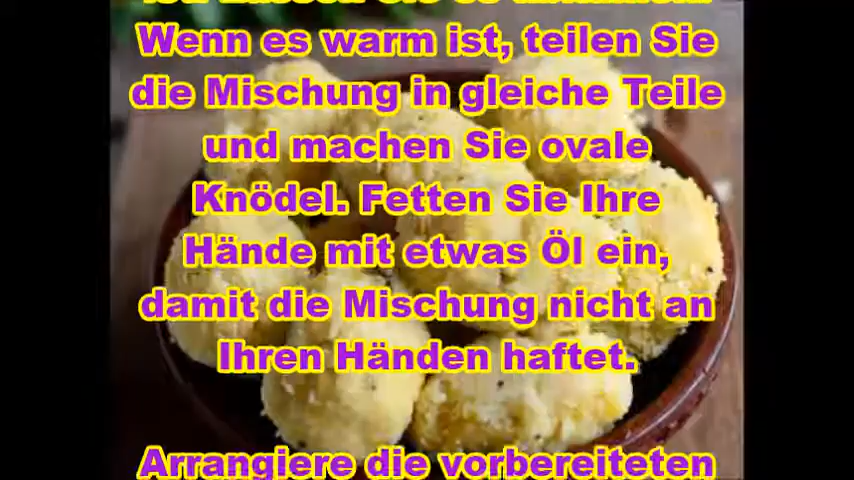 Wenn es warm ist, teilen Sie
die Mischung in gleiche Teile
und machen Sie ovale
Knödel. Fetten Sie Ihre
Hände mit etwas Öl ein,
damit die Mischung nicht an
Ihren Händen haftet.
Arrangiere die vorbereiteten